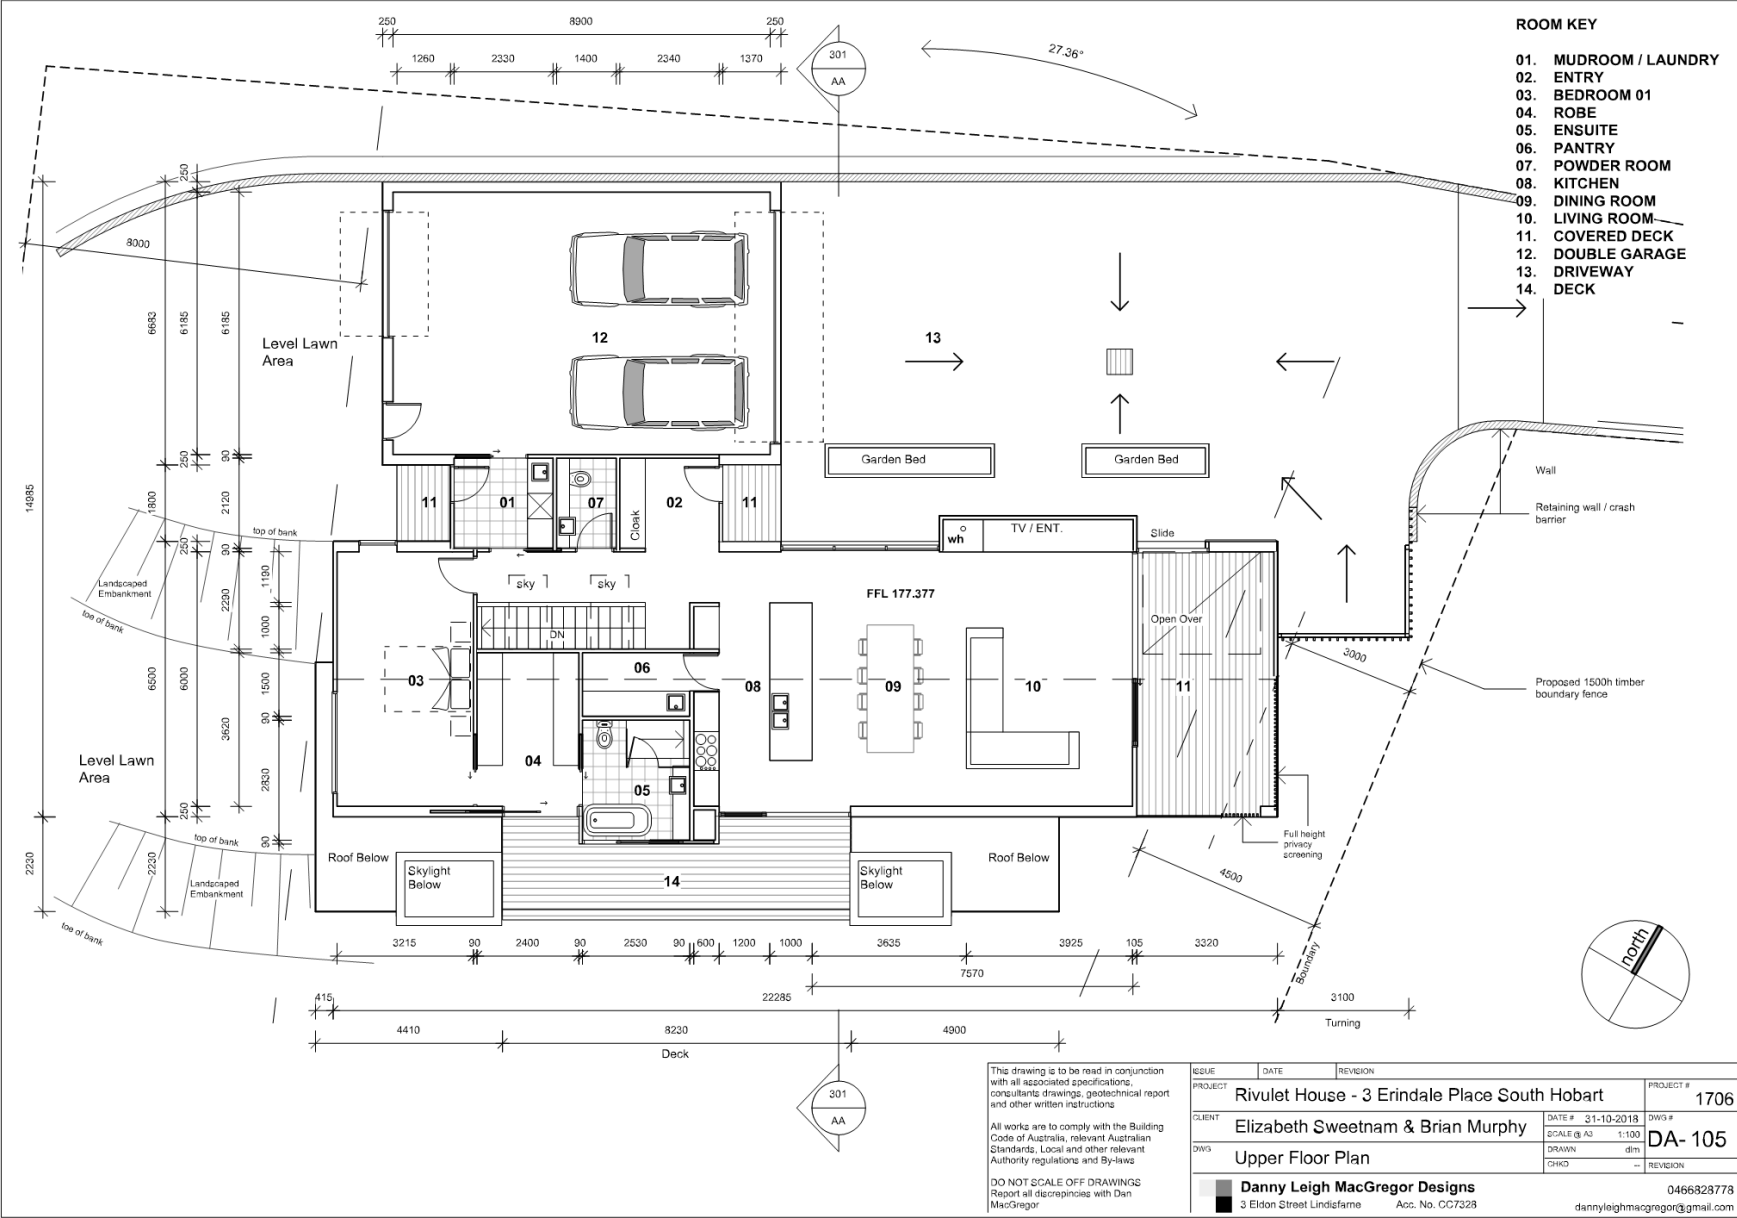 250
8900
250
1260
2330
1400
2340
1370
301
AA
27.36°
ROOM KEY
01. MUDROOM / LAUNDRY
02. ENTRY
03. BEDROOM 01
04. ROBE
05. ENSUITE
06. PANTRY
07. POWDER ROOM
08. KITCHEN
09. DINING ROOM
10. LIVING ROOM
11. COVERED DECK
12. DOUBLE GARAGE
13. DRIVEWAY
14. DECK
250
8000
6683
6185
6185
Level Lawn
Area
12
13
Garden Bed
Garden Bed
Wall
Retaining wall / crash
barrier
250
90
14985
1800
2120
11
01
07
Cloak
02
11
top of bank
250
90
wh
TV / ENT.
Slide
Landscaped
Embankment
toe of bank
1190
2290
1000
sky
sky
FFL 177.377
DN
Open Over
3000
6500
6000
1500
90
3620
2830
03
06
08
09
10
11
Proposed 1500h timber
boundary fence
Level Lawn
Area
04
05
250
90
top of bank
Full height
privacy
screening
2230
2230
Landscaped
Embankment
toe of bank
Roof Below
Skylight
Below
14
Skylight
Below
Roof Below
4500
north
3215
90
2400
90
2530
90
600
1200
1000
3635
3925
105
3320
7570
Boundary
415
22285
3100
Turning
4410
8230
4900
Deck
301
AA
This drawing is to be read in conjunction
with all associated specifications,
consultants drawings, geotechnical report
and other written instructions
All works are to comply with the Building
Code of Australia, relevant Australian
Standards, Local and other relevant
Authority regulations and By-laws
DO NOT SCALE OFF DRAWINGS
Report all discrepincies with Dan
MacGregor
ISSUE DATE REVISION
PROJECT Rivulet House - 3 Erindale Place South Hobart
PROJECT # 1706
CLIENT Elizabeth Sweetnam & Brian Murphy
DATE # 31-10-2018
SCALE @ A3 1:100
DRAWN dlm
CHKD --
DWG # DA- 105
REVISION
DWG Upper Floor Plan
Danny Leigh MacGregor Designs
3 Eldon Street Lindisfarne Acc. No. CC7328
0466828778
dannyleighmacgregor@gmail.com